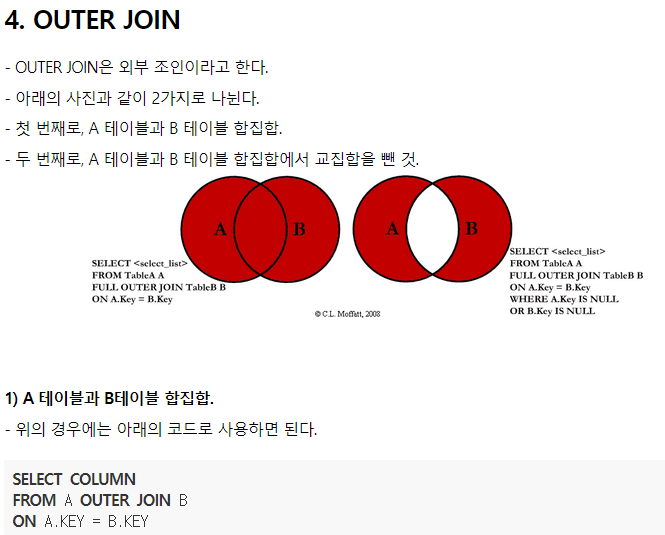 4. OUTER JOIN
- OUTER JOIN은 외부 조인이라고 한다.
- 아래의 사진과 같이 2가지로 나뉜다.
- 첫 번째로, A 테이블과 B 테이블 합집합.
- 두 번째로, A 테이블과 B 테이블 합집합에서 교집합을 뺀 것.
A
B
SELECT <select_list>
FROM TableA A
FULL OUTER JOIN TableB B
ON A.Key = B.Key
A
B
SELECT <select_list>
FROM TableA A
FULL OUTER JOIN TableB B
ON A.Key = B.Key
WHERE A.Key IS NULL
OR B.Key IS NULL
© C.L. Moffatt, 2008
1) A 테이블과 B테이블 합집합.
- 위의 경우에는 아래의 코드로 사용하면 된다.
SELECT COLUMN
FROM A OUTER JOIN B
ON A.KEY = B.KEY